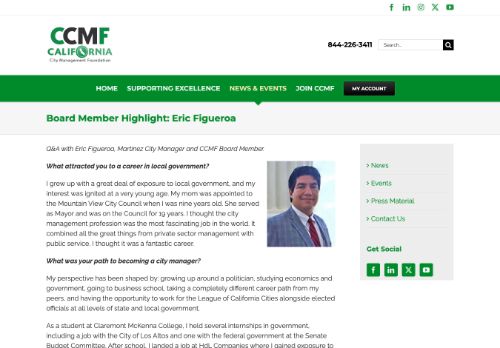 CCMF
CALIFORNIA
City Management Foundation
844-226-3411
Search...
HOME SUPPORTING EXCELLENCE NEWS & EVENTS JOIN CCMF MY ACCOUNT
Board Member Highlight: Eric Figueroa
Q&A with Eric Figueroa, Martinez City Manager and CCMF Board Member.
What attracted you to a career in local government?
I grew up with a great deal of exposure to local government, and my
interest was Ignited at a very young age. My mom was appointed to
the Mountain View City Council when I was nine years old. She served
as Mayor and was on the Council for 19 years. I thought the city
management profession was the most fascinating job in the world. It
combined all the great things from private sector management with
public service. I thought it was a fantastic career.
What was your path to becoming a city manager?
My perspective has been shaped by: growing up around a politician, studying economics and
government, going to business school, taking a completely different career path from my
peers, and having the opportunity to work for the League of California Cities alongside elected
officials at all levels of state and local government.
As a student at Claremont McKenna College, I held several internships in government,
including a job with the City of Los Altos and one with the federal government at the Senate
Budget Committee. After school, I landed a job at HdL Companies where I gained exposure to
> News
> Events
> Press Material
> Contact Us
Get Social